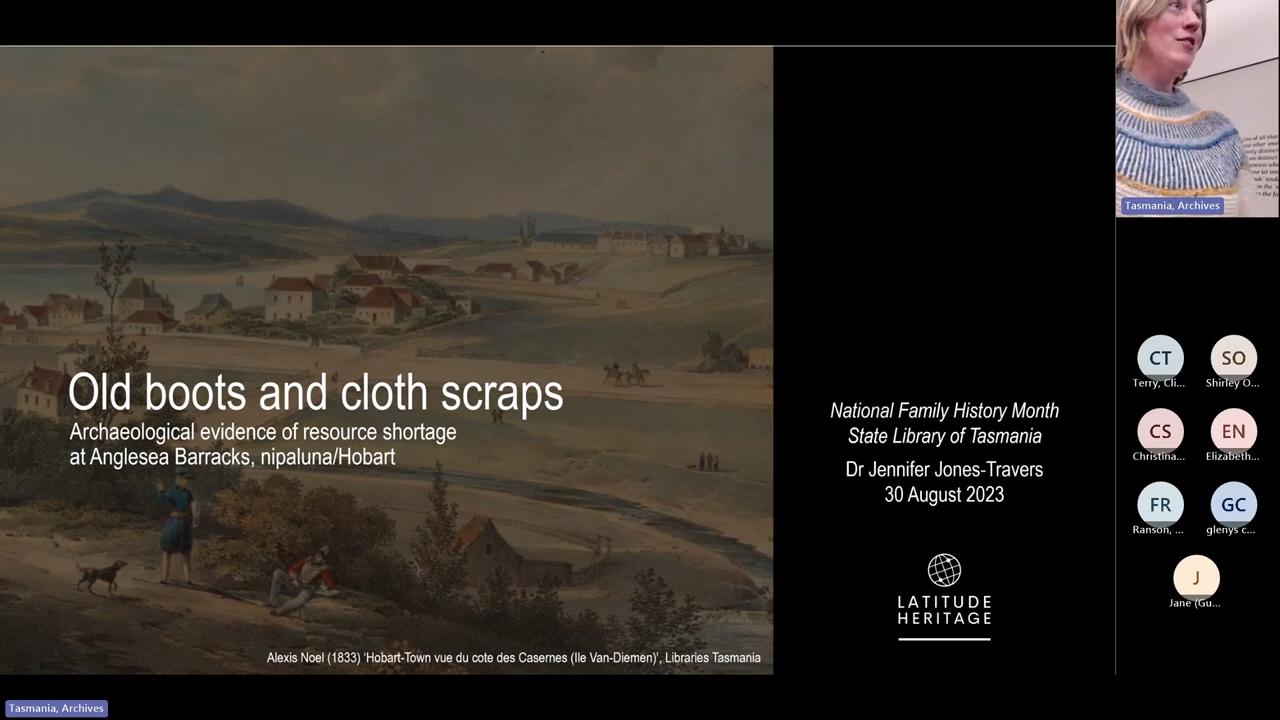 Old boots and cloth scraps
Archaeological evidence of resource shortage
at Anglesea Barracks, nipaluna/Hobart
Alexis Noel (1833) 'Hobart-Town vue du cote des Casernes (Ile Van-Diemen)', Libraries Tasmania
National Family History Month
State Library of Tasmania
Dr Jennifer Jones-Travers
30 August 2023
LATITUDE
HERITAGE
Tasmania, Archives
CT
Terry, Cli...
SO
Shirley O...
CS
Christina...
EN
Elizabeth...
FR
Ranson, ...
GC
glenys c...
J
Jane (Gu...
Tasmania, Archives